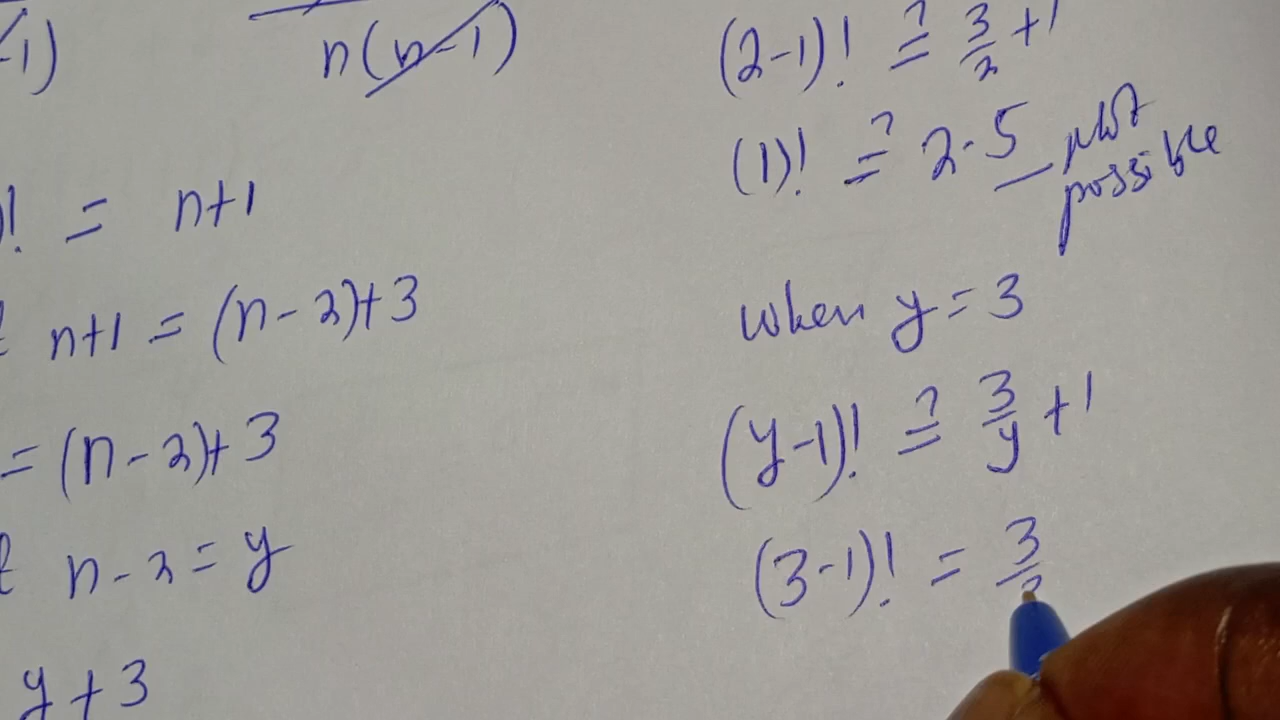 -1)
n(n-1)
)! = n+1
n+1 = (n-2)+3
= (n-2)+3
n-2 = y
y+3
(2-1)! ≟ 3/2 +1
(1)! ≟ 2.5 _ Not possible
when y = 3
(y-1)! ≟ 3/y +1
(3-1)! = 3/